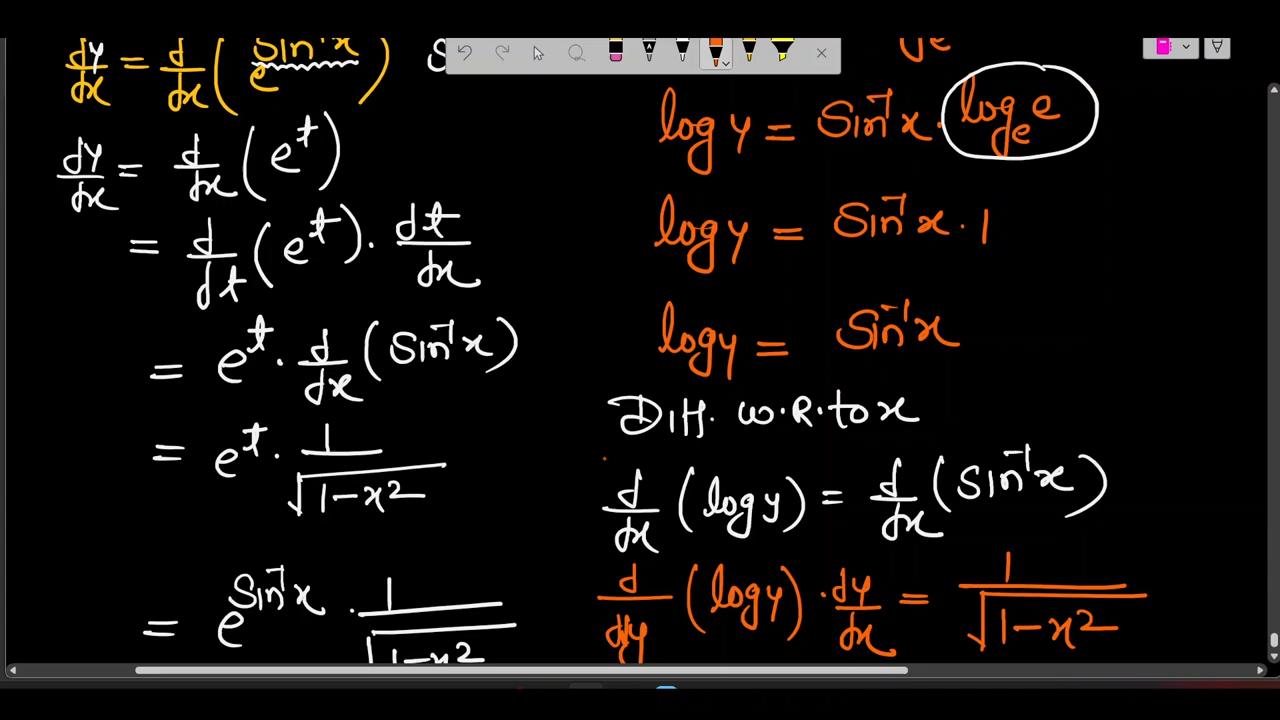 dy/dx = d/dx ( e^(Sin⁻¹x) )
dy/dx = d/dx ( e^t )
= d/dt ( e^t ) . dt/dx
= e^t . d/dx ( Sin⁻¹x )
= e^t . 1/√(1-x²)
= e^(Sin⁻¹x) . 1/√(1-x²)
log y = Sin⁻¹x . logₑe
log y = Sin⁻¹x . 1
log y = Sin⁻¹x
Diff. w.R.to x
d/dx ( log y ) = d/dx ( Sin⁻¹x )
d/dy ( log y ) . dy/dx = 1/√(1-x²)